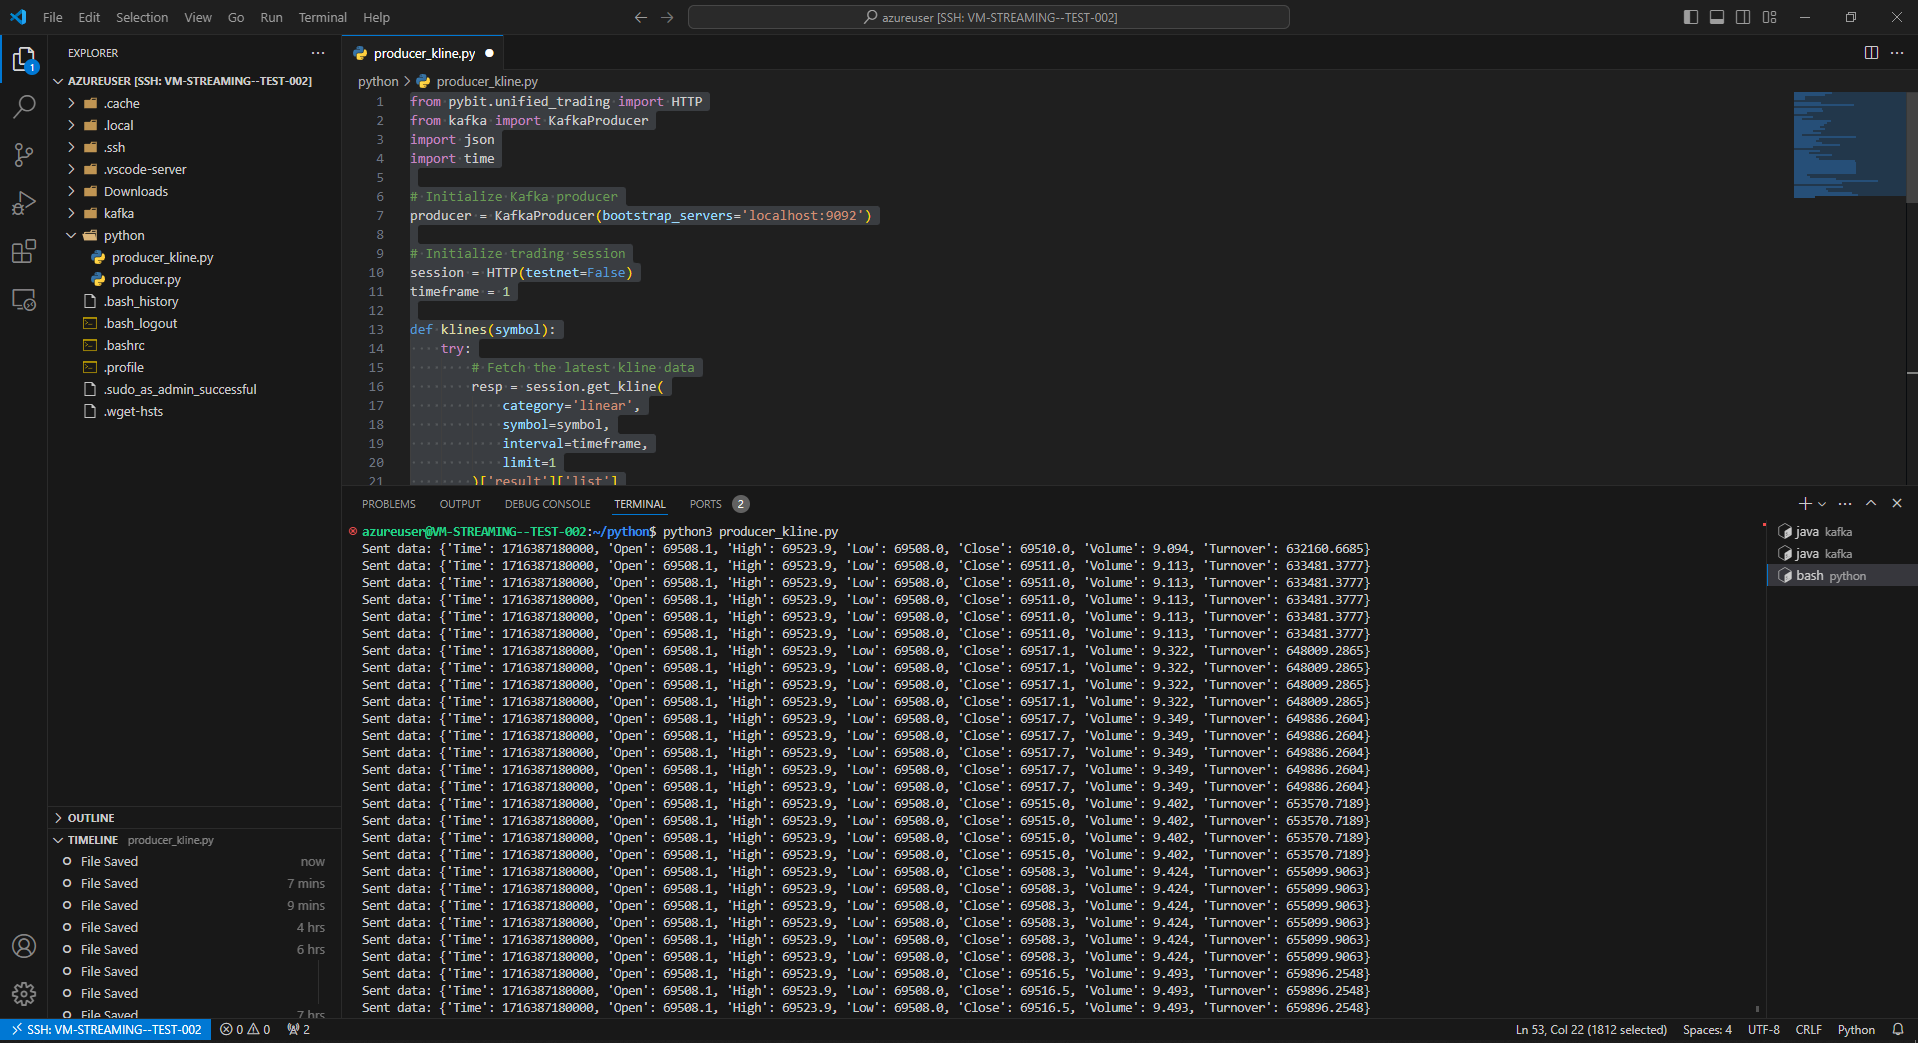 File Edit Selection View Go Run Terminal Help
azureuser [SSH: VM-STREAMING--TEST-002]
EXPLORER
AZUREUSER [SSH: VM-STREAMING--TEST-002]
.cache
.local
.ssh
.vscode-server
Downloads
kafka
python
producer_kline.py
producer.py
.bash_history
.bash_logout
.bashrc
.profile
.sudo_as_admin_successful
.wget-hsts
OUTLINE
TIMELINE producer_kline.py
File Saved now
File Saved 7 mins
File Saved 9 mins
File Saved 4 hrs
File Saved 6 hrs
File Saved
File Saved
File Saved 7 hrs
1
producer_kline.py
python > producer_kline.py
1 from pybit.unified_trading import HTTP
2 from kafka import KafkaProducer
3 import json
4 import time
5
6 # Initialize Kafka producer
7 producer = KafkaProducer(bootstrap_servers='localhost:9092')
8
9 # Initialize trading session
10 session = HTTP(testnet=False)
11 timeframe = 1
12
13 def klines(symbol):
14 try:
15 # Fetch the latest kline data
16 resp = session.get_kline(
17 category='linear',
18 symbol=symbol,
19 interval=timeframe,
20 limit=1
21 )['result']['list']
PROBLEMS OUTPUT DEBUG CONSOLE TERMINAL PORTS 2
azureuser@VM-STREAMING--TEST-002:~/python$ python3 producer_kline.py
Sent data: {'Time': 1716387180000, 'Open': 69508.1, 'High': 69523.9, 'Low': 69508.0, 'Close': 69510.0, 'Volume': 9.094, 'Turnover': 632160.6685}
Sent data: {'Time': 1716387180000, 'Open': 69508.1, 'High': 69523.9, 'Low': 69508.0, 'Close': 69511.0, 'Volume': 9.113, 'Turnover': 633481.3777}
Sent data: {'Time': 1716387180000, 'Open': 69508.1, 'High': 69523.9, 'Low': 69508.0, 'Close': 69511.0, 'Volume': 9.113, 'Turnover': 633481.3777}
Sent data: {'Time': 1716387180000, 'Open': 69508.1, 'High': 69523.9, 'Low': 69508.0, 'Close': 69511.0, 'Volume': 9.113, 'Turnover': 633481.3777}
Sent data: {'Time': 1716387180000, 'Open': 69508.1, 'High': 69523.9, 'Low': 69508.0, 'Close': 69511.0, 'Volume': 9.113, 'Turnover': 633481.3777}
Sent data: {'Time': 1716387180000, 'Open': 69508.1, 'High': 69523.9, 'Low': 69508.0, 'Close': 69511.0, 'Volume': 9.113, 'Turnover': 633481.3777}
Sent data: {'Time': 1716387180000, 'Open': 69508.1, 'High': 69523.9, 'Low': 69508.0, 'Close': 69517.1, 'Volume': 9.322, 'Turnover': 648009.2865}
Sent data: {'Time': 1716387180000, 'Open': 69508.1, 'High': 69523.9, 'Low': 69508.0, 'Close': 69517.1, 'Volume': 9.322, 'Turnover': 648009.2865}
Sent data: {'Time': 1716387180000, 'Open': 69508.1, 'High': 69523.9, 'Low': 69508.0, 'Close': 69517.1, 'Volume': 9.322, 'Turnover': 648009.2865}
Sent data: {'Time': 1716387180000, 'Open': 69508.1, 'High': 69523.9, 'Low': 69508.0, 'Close': 69517.1, 'Volume': 9.322, 'Turnover': 648009.2865}
Sent data: {'Time': 1716387180000, 'Open': 69508.1, 'High': 69523.9, 'Low': 69508.0, 'Close': 69517.7, 'Volume': 9.349, 'Turnover': 649886.2604}
Sent data: {'Time': 1716387180000, 'Open': 69508.1, 'High': 69523.9, 'Low': 69508.0, 'Close': 69517.7, 'Volume': 9.349, 'Turnover': 649886.2604}
Sent data: {'Time': 1716387180000, 'Open': 69508.1, 'High': 69523.9, 'Low': 69508.0, 'Close': 69517.7, 'Volume': 9.349, 'Turnover': 649886.2604}
Sent data: {'Time': 1716387180000, 'Open': 69508.1, 'High': 69523.9, 'Low': 69508.0, 'Close': 69517.7, 'Volume': 9.349, 'Turnover': 649886.2604}
Sent data: {'Time': 1716387180000, 'Open': 69508.1, 'High': 69523.9, 'Low': 69508.0, 'Close': 69517.7, 'Volume': 9.349, 'Turnover': 649886.2604}
Sent data: {'Time': 1716387180000, 'Open': 69508.1, 'High': 69523.9, 'Low': 69508.0, 'Close': 69515.0, 'Volume': 9.402, 'Turnover': 653570.7189}
Sent data: {'Time': 1716387180000, 'Open': 69508.1, 'High': 69523.9, 'Low': 69508.0, 'Close': 69515.0, 'Volume': 9.402, 'Turnover': 653570.7189}
Sent data: {'Time': 1716387180000, 'Open': 69508.1, 'High': 69523.9, 'Low': 69508.0, 'Close': 69515.0, 'Volume': 9.402, 'Turnover': 653570.7189}
Sent data: {'Time': 1716387180000, 'Open': 69508.1, 'High': 69523.9, 'Low': 69508.0, 'Close': 69515.0, 'Volume': 9.402, 'Turnover': 653570.7189}
Sent data: {'Time': 1716387180000, 'Open': 69508.1, 'High': 69523.9, 'Low': 69508.0, 'Close': 69508.3, 'Volume': 9.424, 'Turnover': 655099.9063}
Sent data: {'Time': 1716387180000, 'Open': 69508.1, 'High': 69523.9, 'Low': 69508.0, 'Close': 69508.3, 'Volume': 9.424, 'Turnover': 655099.9063}
Sent data: {'Time': 1716387180000, 'Open': 69508.1, 'High': 69523.9, 'Low': 69508.0, 'Close': 69508.3, 'Volume': 9.424, 'Turnover': 655099.9063}
Sent data: {'Time': 1716387180000, 'Open': 69508.1, 'High': 69523.9, 'Low': 69508.0, 'Close': 69508.3, 'Volume': 9.424, 'Turnover': 655099.9063}
Sent data: {'Time': 1716387180000, 'Open': 69508.1, 'High': 69523.9, 'Low': 69508.0, 'Close': 69508.3, 'Volume': 9.424, 'Turnover': 655099.9063}
Sent data: {'Time': 1716387180000, 'Open': 69508.1, 'High': 69523.9, 'Low': 69508.0, 'Close': 69508.3, 'Volume': 9.424, 'Turnover': 655099.9063}
Sent data: {'Time': 1716387180000, 'Open': 69508.1, 'High': 69523.9, 'Low': 69508.0, 'Close': 69516.5, 'Volume': 9.493, 'Turnover': 659896.2548}
Sent data: {'Time': 1716387180000, 'Open': 69508.1, 'High': 69523.9, 'Low': 69508.0, 'Close': 69516.5, 'Volume': 9.493, 'Turnover': 659896.2548}
Sent data: {'Time': 1716387180000, 'Open': 69508.1, 'High': 69523.9, 'Low': 69508.0, 'Close': 69516.5, 'Volume': 9.493, 'Turnover': 659896.2548}
java kafka
java kafka
bash python
SSH: VM-STREAMING--TEST-002 0 0 2 Ln 53, Col 22 (1812 selected) Spaces: 4 UTF-8 CRLF Python